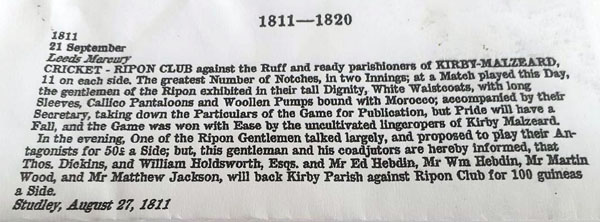 1811—1820
1811
21 September
Leeds Mercury
CRICKET - RIPON CLUB against the Ruff and ready parishioners of KIRBY-MALZEARD,
11 on each side. The greatest Number of Notches, in two Innings; at a Match played this Day,
the gentlemen of the Ripon exhibited in their tall Dignity, White Waistcoats, with long
Sleeves, Callico Pantaloons and Woollen Pumps bound with Morocco; accompanied by their
Secretary, taking down the Particulars of the Game for Publication, but Pride will have a
Fall, and the Game was won with Ease by the uncultivated lingeropers of Kirby Malzeard.
In the evening, One of the Ripon Gentlemen talked largely, and proposed to play their An-
tagonists for 50£ a Side; but, this gentleman and his coadjutors are hereby informed, that
Thos. Dickins, and William Holdsworth, Esqs. and Mr Ed Hebdin, Mr Wm Hebdin, Mr Martin
Wood, and Mr Matthew Jackson, will back Kirby Parish against Ripon Club for 100 guineas
a Side.
Studley, August 27, 1811